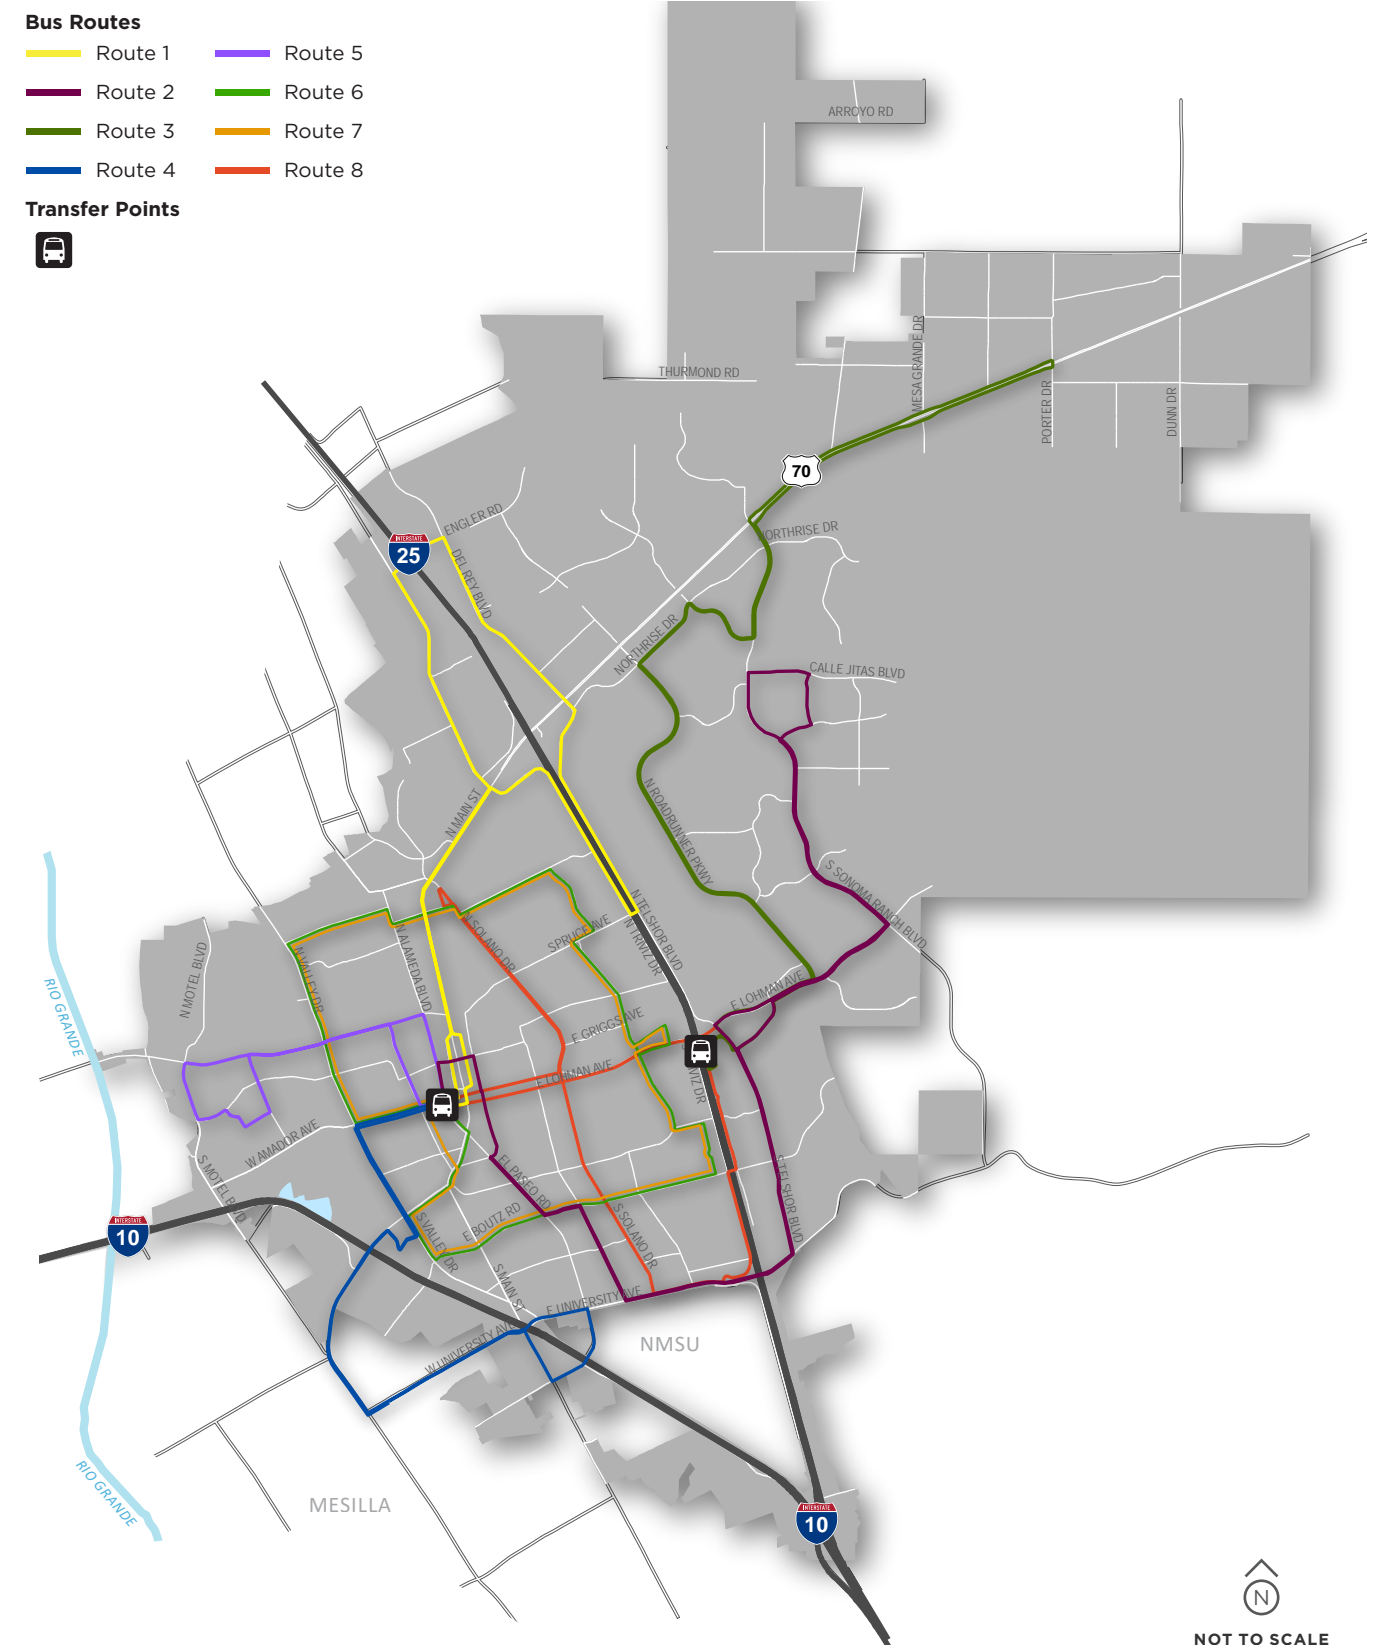 Bus Routes
Route 1
Route 5
Route 2
Route 6
Route 3
Route 7
Route 4
Route 8
Transfer Points
ARROYO RD
MESA GRANDE DR
THURMOND RD
PORTER DR
DUNN DR
70
ENGLER RD
NORTHRISE DR
INTERSTATE
25
DEL REY BLVD
NORTHRISE DR
CALLE JITAS BLVD
N MAIN ST
N ROADRUNNER PKWY
S SONOMA RANCH BLVD
N TELSHOR BLVD
N TRIVIZ DR
SPRUCE AVE
N SOLANO DR
N ALAMEDA BLVD
N VALLEY DR
N MOTEL BLVD
RIO GRANDE
E LOHMAN AVE
E GRIGGS AVE
E LOHMAN AVE
VIZ DR
W AMADOR AVE
S MOTEL BLVD
EL PASEO RD
S TELSHOR BLVD
INTERSTATE
10
S VALLEY DR
E BOUTZ RD
S SOLANO DR
S MAIN ST
E UNIVERSITY AVE
W UNIVERSITY AVE
NMSU
RIO GRANDE
MESILLA
INTERSTATE
10
N
NOT TO SCALE